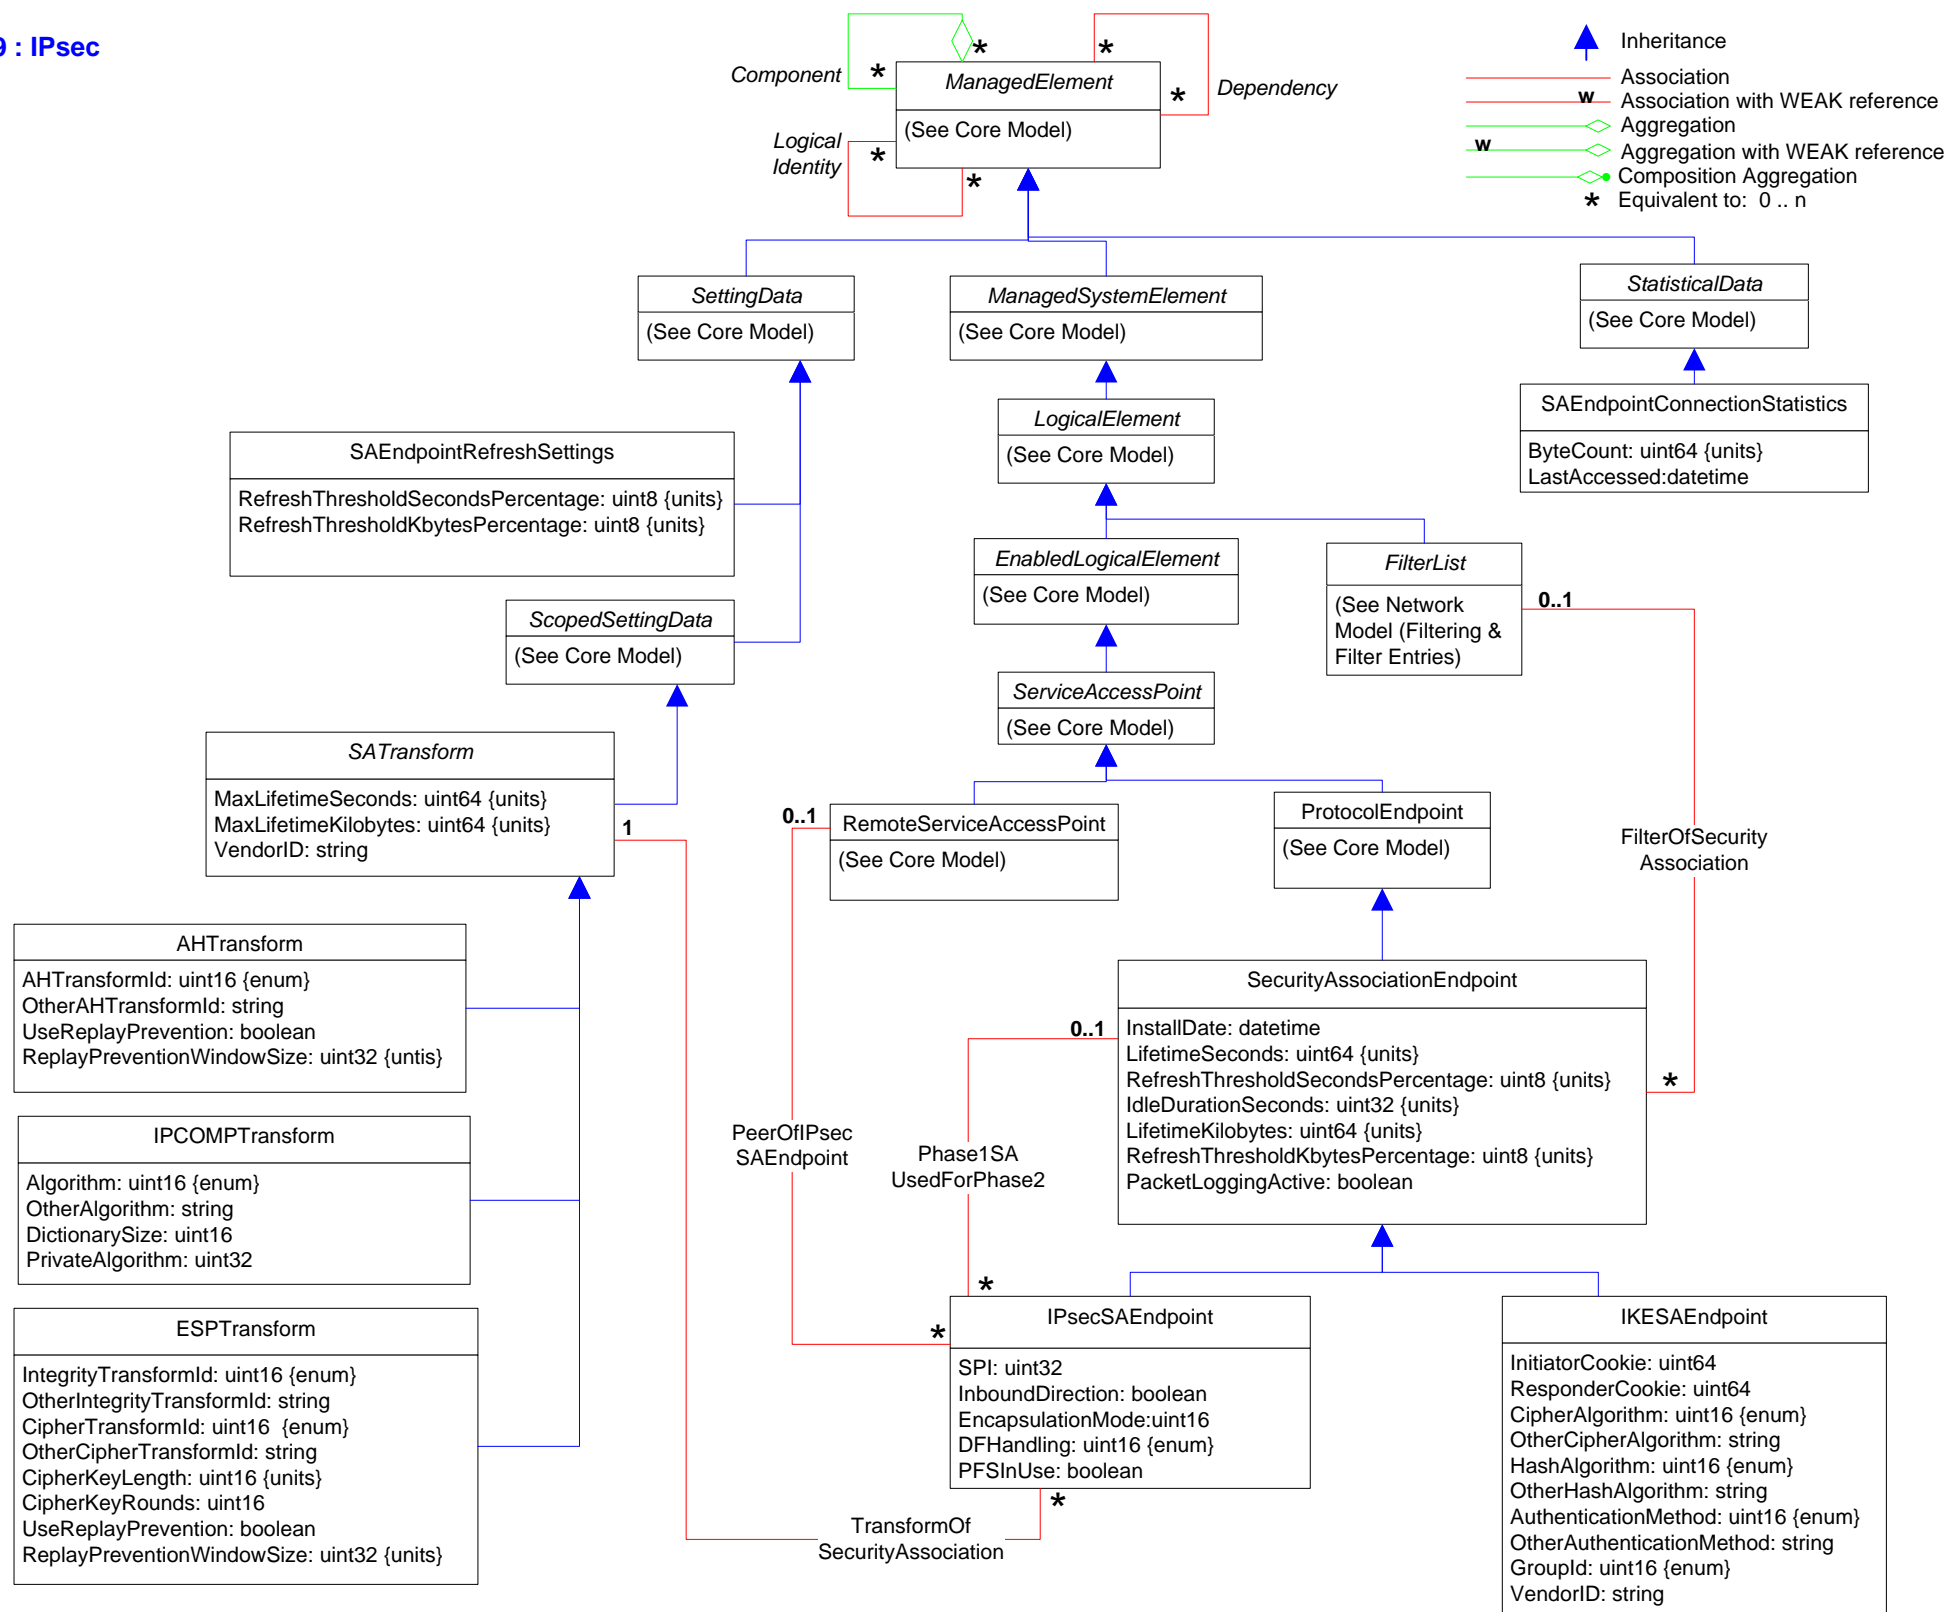 9 : IPsec
Inheritance
Association
w
Association with WEAK reference
Aggregation
w
Aggregation with WEAK reference
Composition Aggregation
* Equivalent to: 0 .. n
Component
*
*
ManagedElement
(See Core Model)
*
*
Dependency
Logical
Identity
*
*
SettingData
(See Core Model)
ManagedSystemElement
(See Core Model)
StatisticalData
(See Core Model)
SAEndpointConnectionStatistics
ByteCount: uint64 {units}
LastAccessed:datetime
LogicalElement
(See Core Model)
SAEndpointRefreshSettings
RefreshThresholdSecondsPercentage: uint8 {units}
RefreshThresholdKbytesPercentage: uint8 {units}
EnabledLogicalElement
(See Core Model)
FilterList
(See Network
Model (Filtering &
Filter Entries)
0..1
ScopedSettingData
(See Core Model)
ServiceAccessPoint
(See Core Model)
SATransform
MaxLifetimeSeconds: uint64 {units}
MaxLifetimeKilobytes: uint64 {units}
VendorID: string
1
0..1
RemoteServiceAccessPoint
(See Core Model)
ProtocolEndpoint
(See Core Model)
FilterOfSecurity
Association
AHTransform
AHTransformId: uint16 {enum}
OtherAHTransformId: string
UseReplayPrevention: boolean
ReplayPreventionWindowSize: uint32 {untis}
SecurityAssociationEndpoint
InstallDate: datetime
LifetimeSeconds: uint64 {units}
RefreshThresholdSecondsPercentage: uint8 {units}
IdleDurationSeconds: uint32 {units}
LifetimeKilobytes: uint64 {units}
RefreshThresholdKbytesPercentage: uint8 {units}
PacketLoggingActive: boolean
0..1
*
IPCOMPTransform
Algorithm: uint16 {enum}
OtherAlgorithm: string
DictionarySize: uint16
PrivateAlgorithm: uint32
PeerOfIPsec
SAEndpoint
Phase1SA
UsedForPhase2
*
*
ESPTransform
IntegrityTransformId: uint16 {enum}
OtherIntegrityTransformId: string
CipherTransformId: uint16 {enum}
OtherCipherTransformId: string
CipherKeyLength: uint16 {units}
CipherKeyRounds: uint16
UseReplayPrevention: boolean
ReplayPreventionWindowSize: uint32 {units}
IPsecSAEndpoint
SPI: uint32
InboundDirection: boolean
EncapsulationMode:uint16
DFHandling: uint16 {enum}
PFSInUse: boolean
*
TransformOf
SecurityAssociation
IKESAEndpoint
InitiatorCookie: uint64
ResponderCookie: uint64
CipherAlgorithm: uint16 {enum}
OtherCipherAlgorithm: string
HashAlgorithm: uint16 {enum}
OtherHashAlgorithm: string
AuthenticationMethod: uint16 {enum}
OtherAuthenticationMethod: string
GroupId: uint16 {enum}
VendorID: string